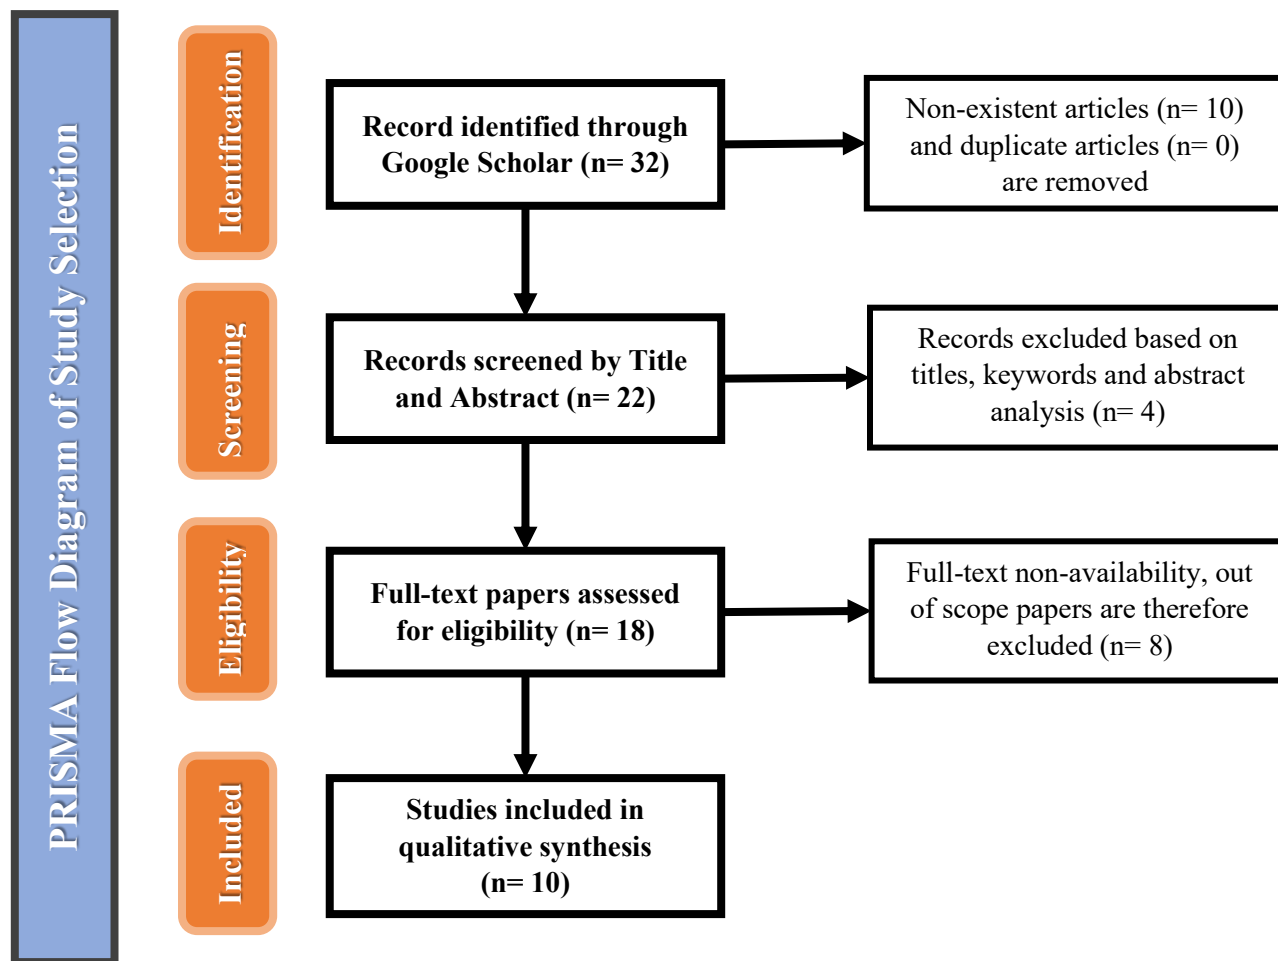 PRISMA Flow Diagram of Study Selection
Identification
Record identified through
Google Scholar (n= 32)
Non-existent articles (n= 10)
and duplicate articles (n= 0)
are removed
Screening
Records screened by Title
and Abstract (n= 22)
Records excluded based on
titles, keywords and abstract
analysis (n= 4)
Eligibility
Full-text papers assessed
for eligibility (n= 18)
Full-text non-availability, out
of scope papers are therefore
excluded (n= 8)
Included
Studies included in
qualitative synthesis
(n= 10)